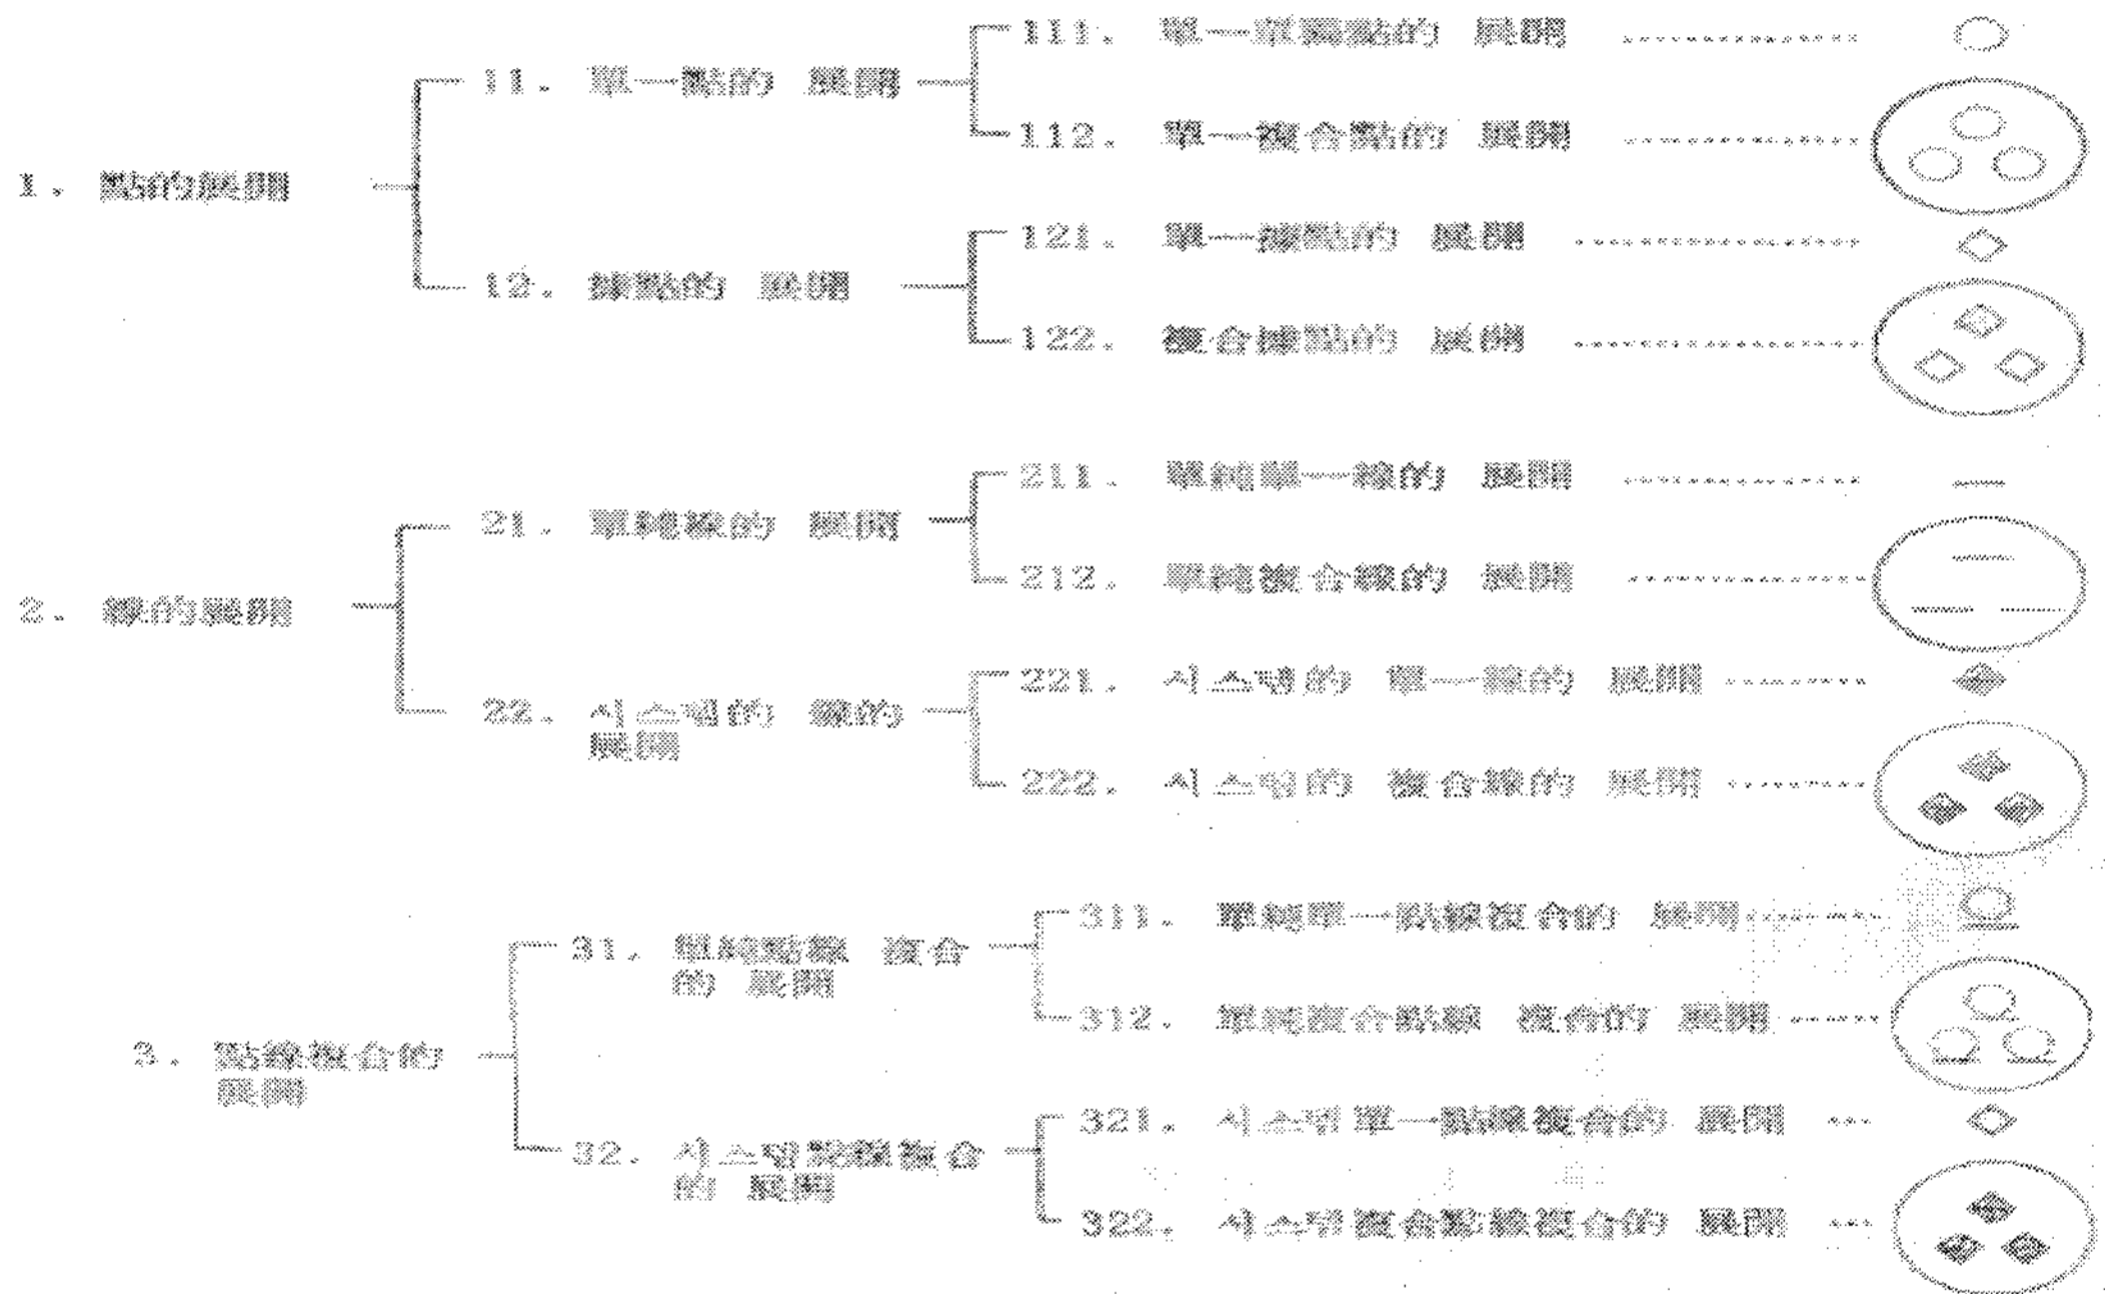 1. 點的展開
11. 單一點的 展開
111. 單一單獨點的 展開
112. 單一複合點的 展開
12. 據點的 展開
121. 單一據點的 展開
122. 複合據點的 展開
2. 線的展開
21. 單純線的 展開
211. 單純單一線的 展開
212. 單純複合線的 展開
22. 시스템的 線的
展開
221. 시스템的 單一線的 展開
222. 시스템的 複合線的 展開
3. 點線複合的
展開
31. 單純點線 複合
的 展開
311. 單純單一點線複合的 展開
312. 單純複合點線 複合的 展開
32. 시스템點線複合
的 展開
321. 시스템單一點線複合的 展開
322. 시스템複合點線複合的 展開